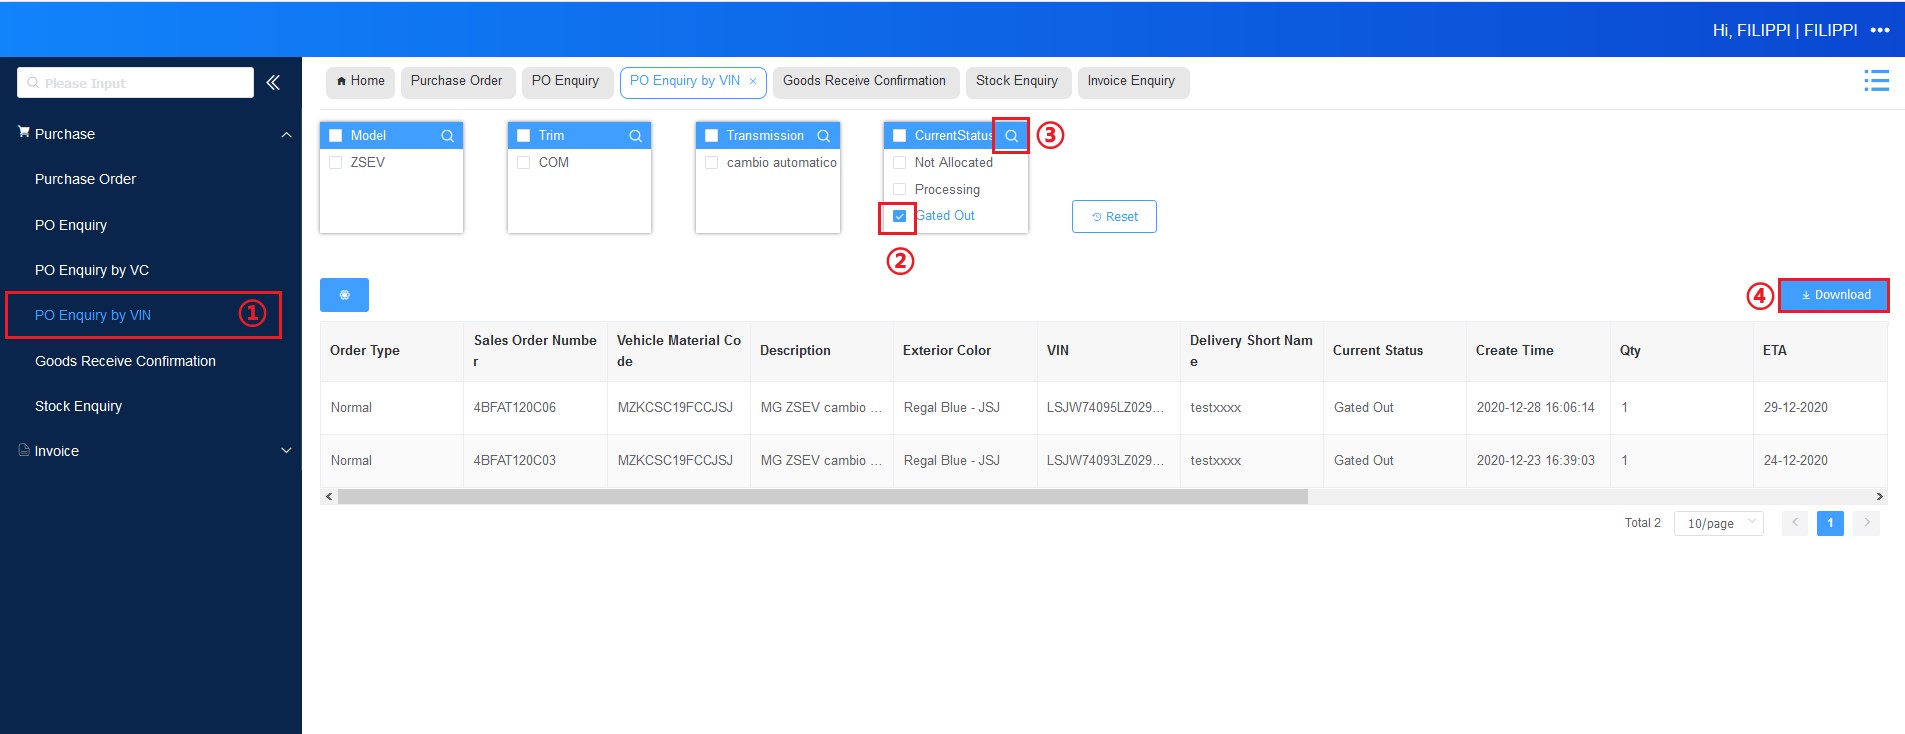 Hi, FILIPPI | FILIPPI •••
Please Input
Home
Purchase Order
PO Enquiry
PO Enquiry by VIN ×
Goods Receive Confirmation
Stock Enquiry
Invoice Enquiry
Purchase
Purchase Order
PO Enquiry
PO Enquiry by VC
PO Enquiry by VIN ①
Goods Receive Confirmation
Stock Enquiry
Invoice
Model
ZSEV
Trim
COM
Transmission
cambio automatico
CurrentStatus ③
Not Allocated
Processing
Gated Out
②
Reset
④ Download
Order Type
Sales Order Numbe
r
Vehicle Material Co
de
Description
Exterior Color
VIN
Delivery Short Nam
e
Current Status
Create Time
Qty
ETA
Normal 4BFAT120C06 MZKCSC19FCCJSJ MG ZSEV cambio ... Regal Blue - JSJ LSJW74095LZ029... testxxxx Gated Out 2020-12-28 16:06:14 1 29-12-2020
Normal 4BFAT120C03 MZKCSC19FCCJSJ MG ZSEV cambio ... Regal Blue - JSJ LSJW74093LZ029... testxxxx Gated Out 2020-12-23 16:39:03 1 24-12-2020
Total 2 10/page < 1 >